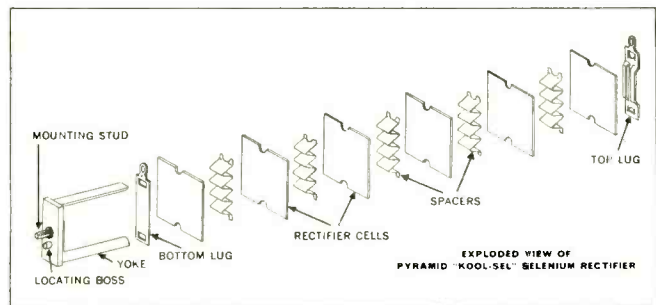 MOUNTING STUD
TOP LUG
SPACERS
RECTIFIER CELLS
BOTTOM LUG
YOKE
LOCATING BOSS
EXPLODED VIEW OF
PYRAMID "KOOL-SEL" SELENIUM RECTIFIER